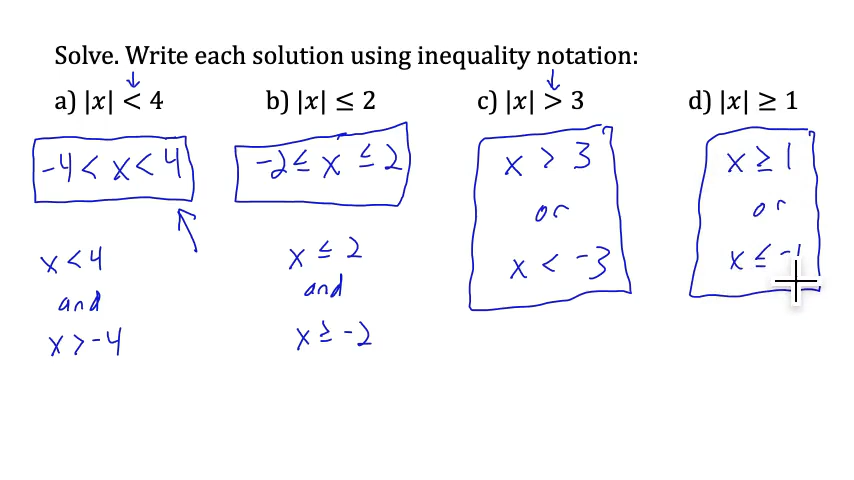 Solve. Write each solution using inequality notation:
a) |x| < 4
b) |x| ≤ 2
c) |x| > 3
d) |x| ≥ 1
-4 < x < 4
x < 4
and
x > -4
-2 ≤ x ≤ 2
x ≤ 2
and
x ≥ -2
x > 3
or
x < -3
x ≥ 1
or
x ≤ -1